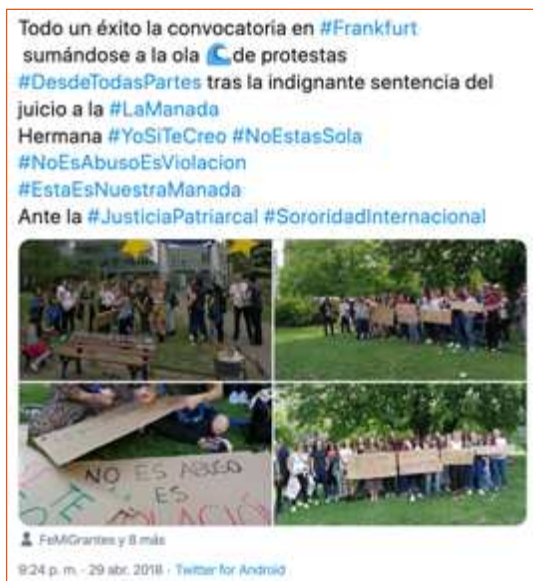 Todo un éxito la convocatoria en #Frankfurt
sumándose a la ola 🌊 de protestas
#DesdeTodasPartes tras la indignante sentencia del
juicio a la #LaManada
Hermana #YoSiTeCreo #NoEstasSola
#NoEsAbusoEsViolacion
#EstaEsNuestraManada
Ante la #JusticiaPatriarcal #SororidadInternacional
NO ES ABUSO
ES
FeMiGrantes y 8 más
9:24 p. m. · 29 abr. 2018 · Twitter for Android